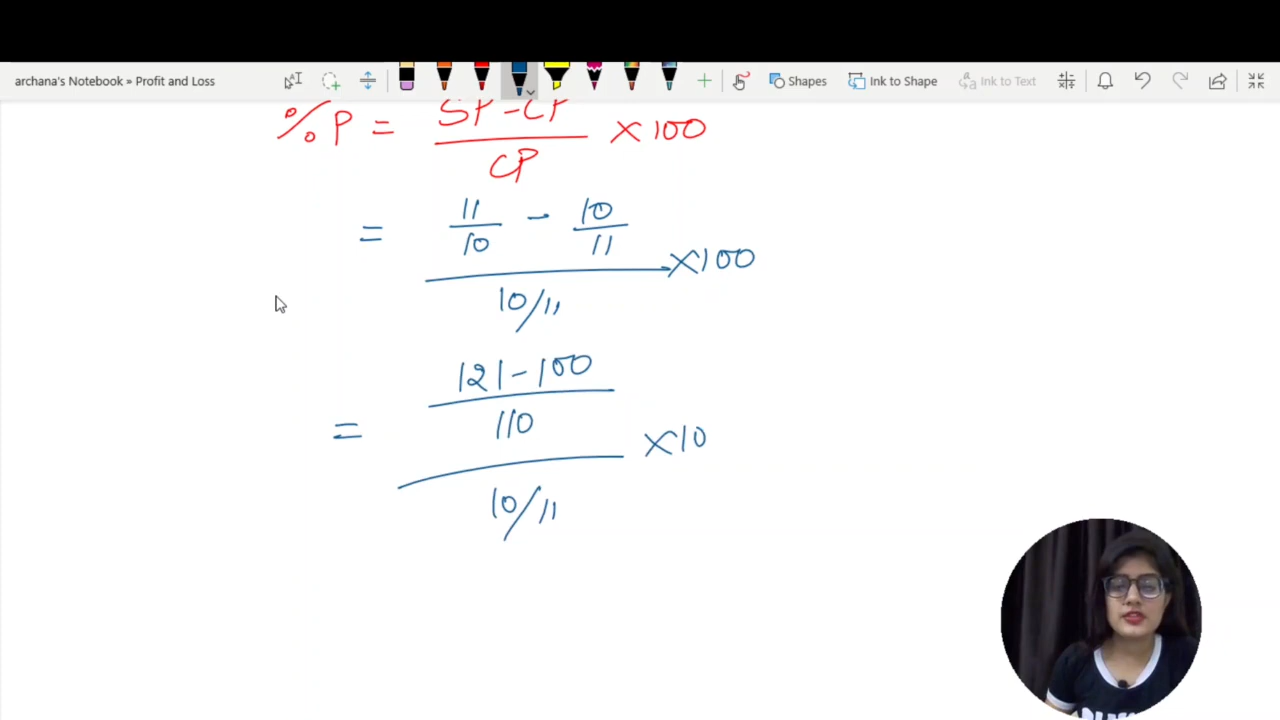 archana's Notebook » Profit and Loss
Shapes
Ink to Shape
Ink to Text
% P = SP - CP / CP × 100
= 11/10 - 10/11 / 10/11 × 100
= 121 - 100 / 110 / 10/11 × 10